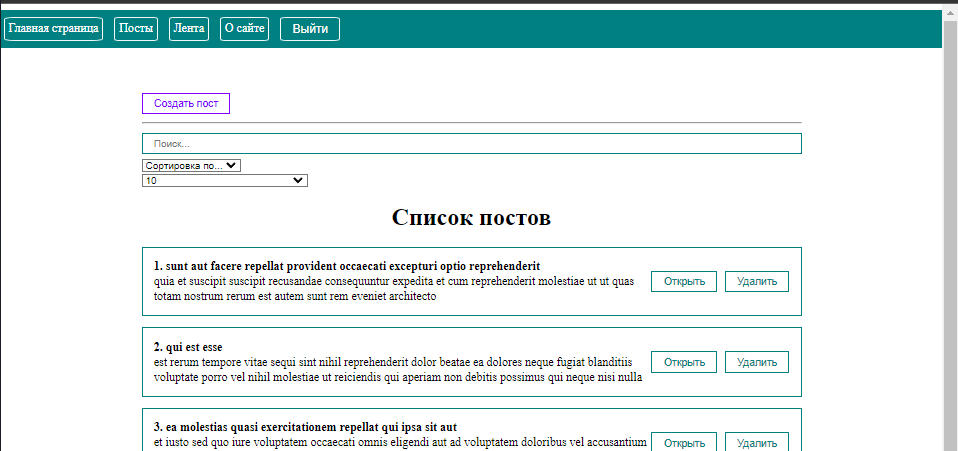 Главная страница Посты Лента О сайте Выйти
Создать пост
Поиск...
Сортировка по...
10
Список постов
1. sunt aut facere repellat provident occaecati excepturi optio reprehenderit
quia et suscipit suscipit recusandae consequuntur expedita et cum reprehenderit molestiae ut ut quas
totam nostrum rerum est autem sunt rem eveniet architecto
Открыть Удалить
2. qui est esse
est rerum tempore vitae sequi sint nihil reprehenderit dolor beatae ea dolores neque fugiat blanditiis
voluptate porro vel nihil molestiae ut reiciendis qui aperiam non debitis possimus qui neque nisi nulla
Открыть Удалить
3. ea molestias quasi exercitationem repellat qui ipsa sit aut
et iusto sed quo iure voluptatem occaecati omnis eligendi aut ad voluptatem doloribus vel accusantium
Открыть Удалить